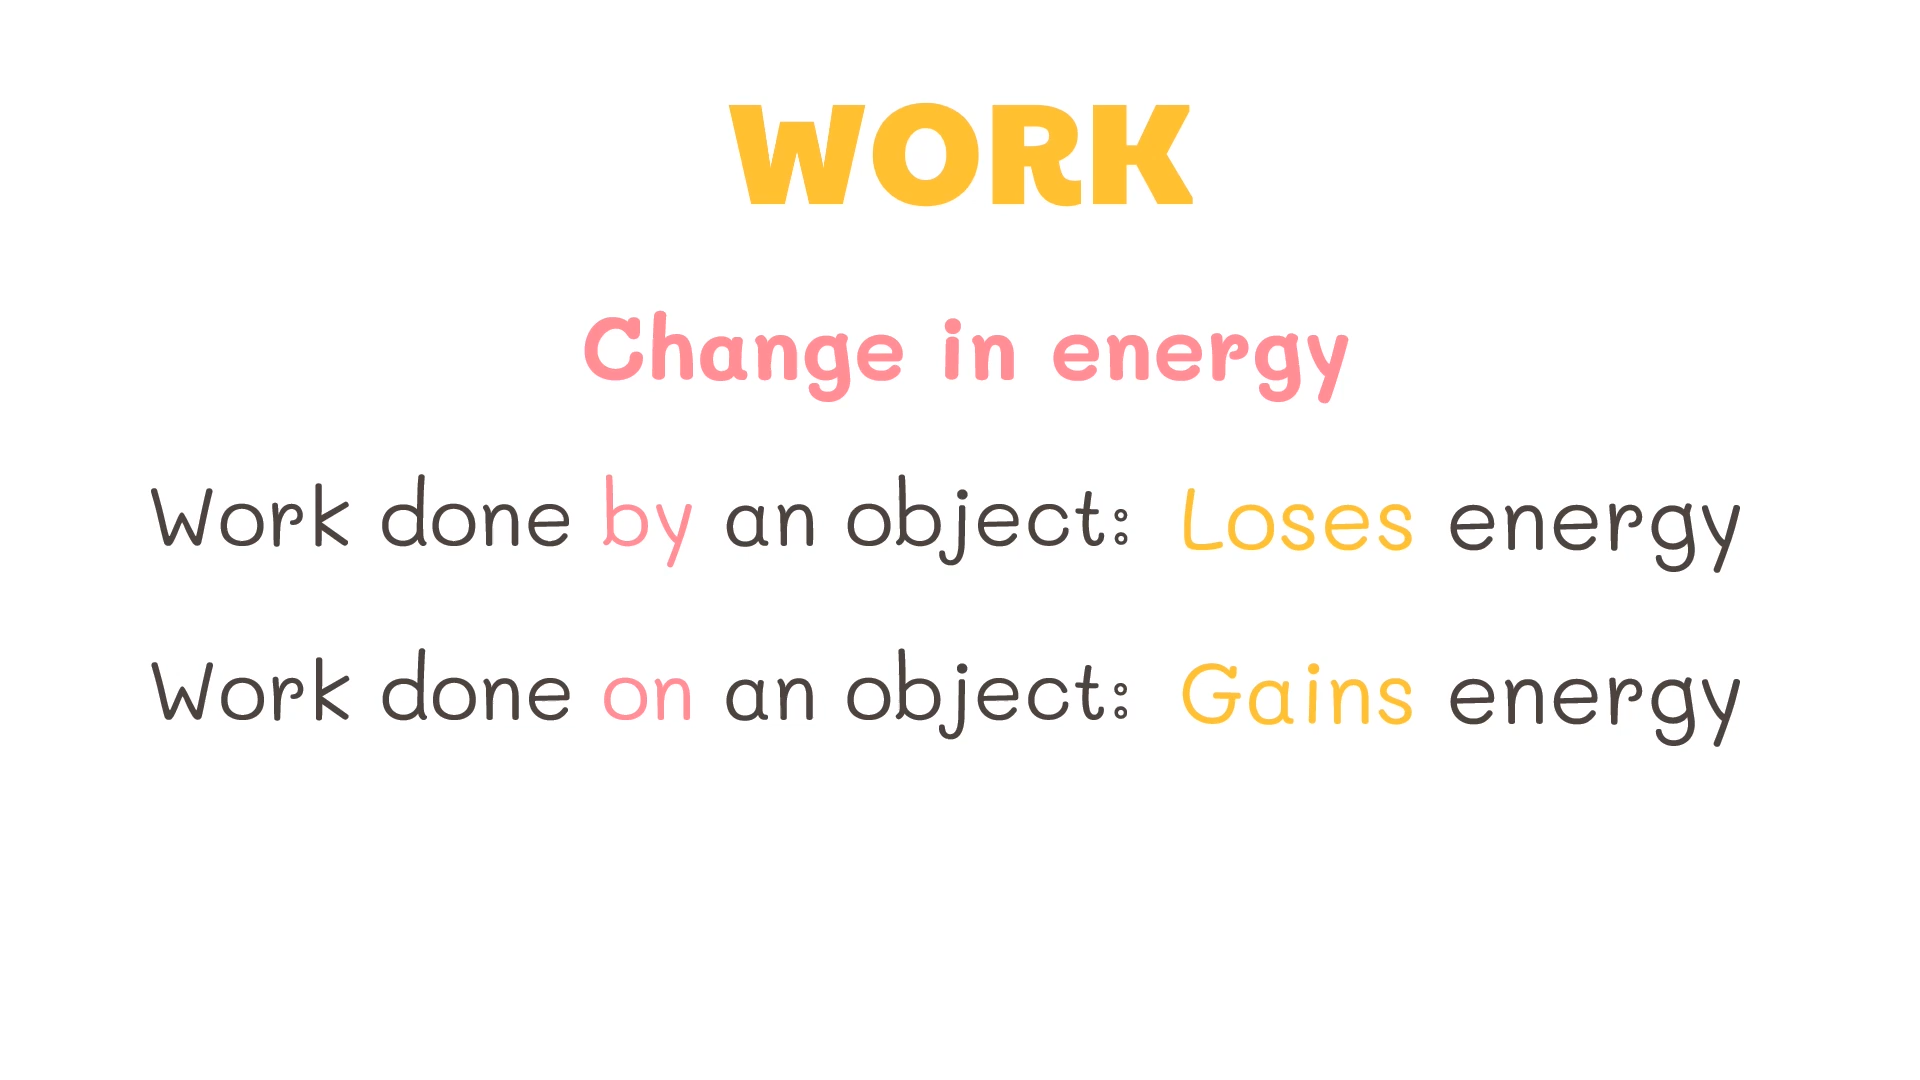 WORK
Change in energy
Work done by an object: Loses energy
Work done on an object: Gains energy